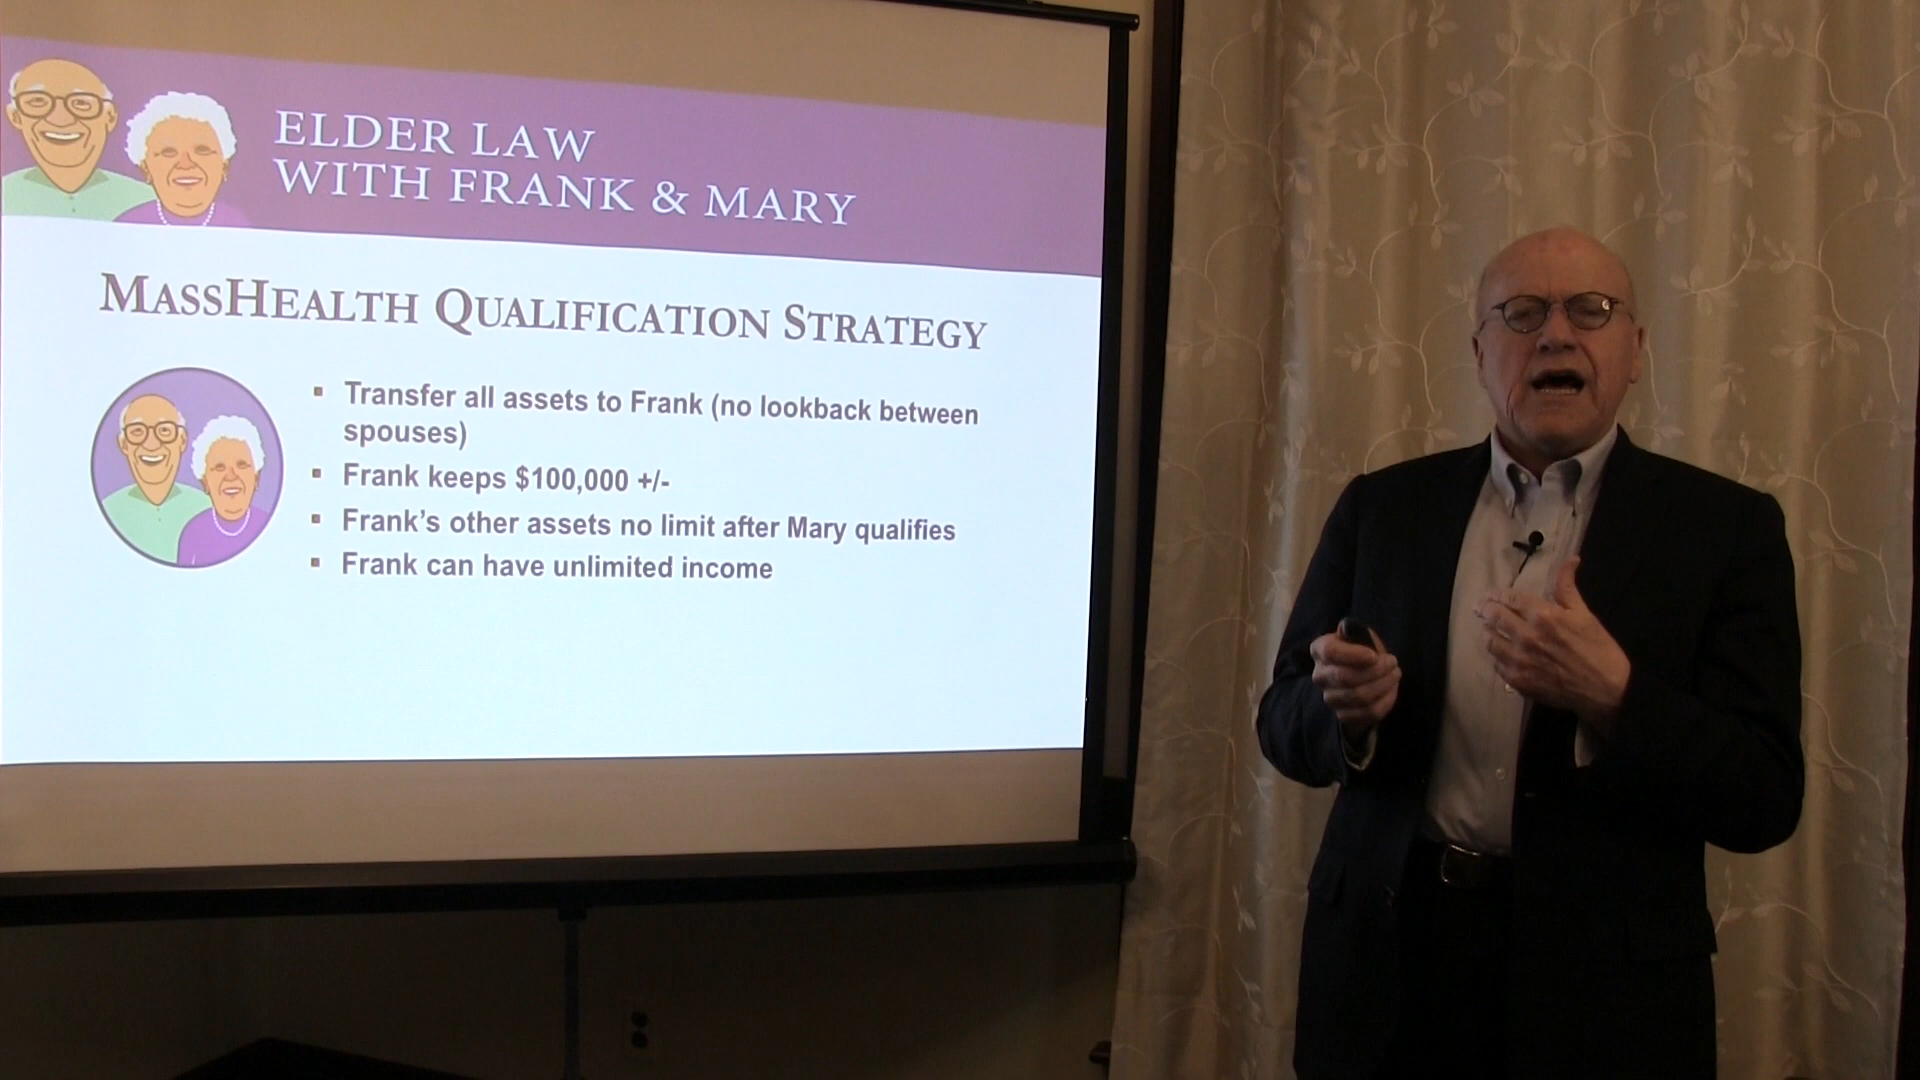 ELDER LAW
WITH FRANK & MARY
MASSHEALTH QUALIFICATION STRATEGY
▪ Transfer all assets to Frank (no lookback between
spouses)
▪ Frank keeps $100,000 +/-
▪ Frank’s other assets no limit after Mary qualifies
▪ Frank can have unlimited income